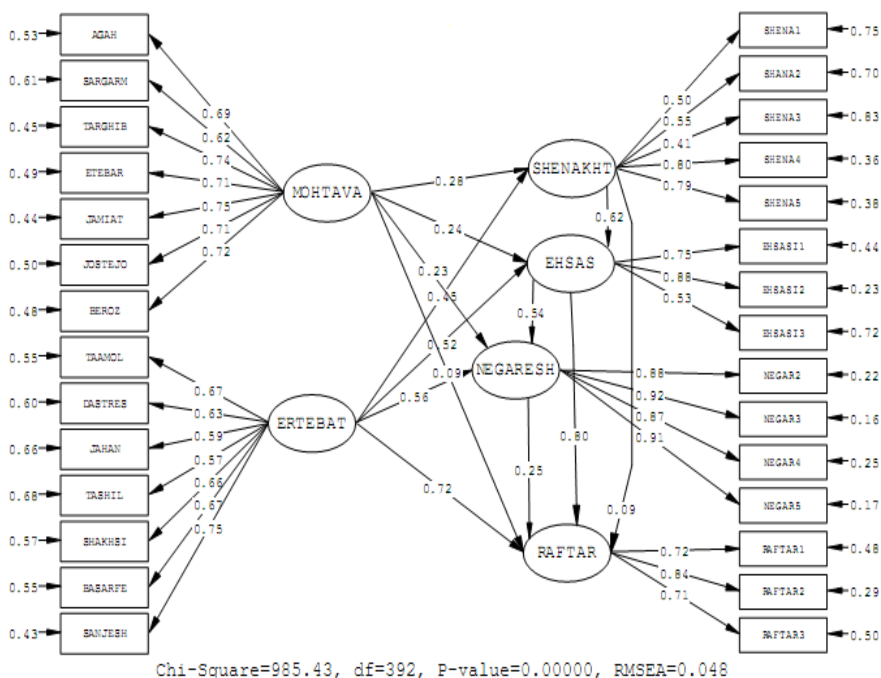 0.53 AGAH
0.61 SARGARM
0.45 TARGHIB
0.49 ETEBAR
0.44 JAMIAT
0.50 JOSTEJO
0.48 BEROZ
0.55 TAAMOL
0.60 DASTRES
0.66 JAHAN
0.68 TASHIL
0.57 SHAKHSI
0.55 BASARFE
0.43 SANJESH
0.69
0.62
0.74
0.71
0.75
0.71
0.72
0.67
0.63
0.59
0.57
0.66
0.67
0.75
MOHTAVA
ERTEBAT
0.28
0.24
0.23
0.09
0.45
0.52
0.56
0.72
SHENAKHT
0.62
EHSAS
0.54
NEGARESH
0.80
0.25
0.09
RAFTAR
0.50
0.55
0.41
0.80
0.79
0.75
0.88
0.53
0.88
0.92
0.87
0.91
0.72
0.84
0.71
SHENA1 0.75
SHANA2 0.70
SHENA3 0.83
SHENA4 0.36
SHENA5 0.38
EHSASI1 0.44
EHSASI2 0.23
EHSASI3 0.72
NEGAR2 0.22
NEGAR3 0.16
NEGAR4 0.25
NEGAR5 0.17
RAFTAR1 0.48
RAFTAR2 0.29
RAFTAR3 0.50
Chi-Square=985.43, df=392, P-value=0.00000, RMSEA=0.048